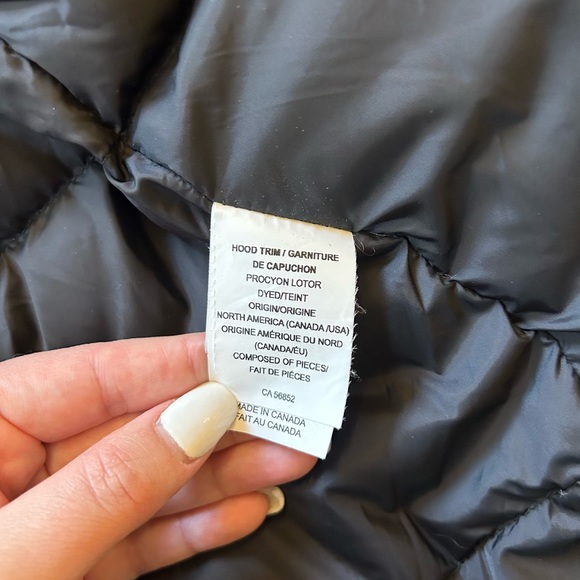 HOOD TRIM / GARNITURE
DE CAPUCHON
PROCYON LOTOR
DYED/TEINT
ORIGIN/ORIGINE
NORTH AMERICA (CANADA /USA)
ORIGINE AMÉRIQUE DU NORD
(CANADA/ÉU)
COMPOSED OF PIECES/
FAIT DE PIÈCES
CA 56852
MADE IN CANADA
FAIT AU CANADA